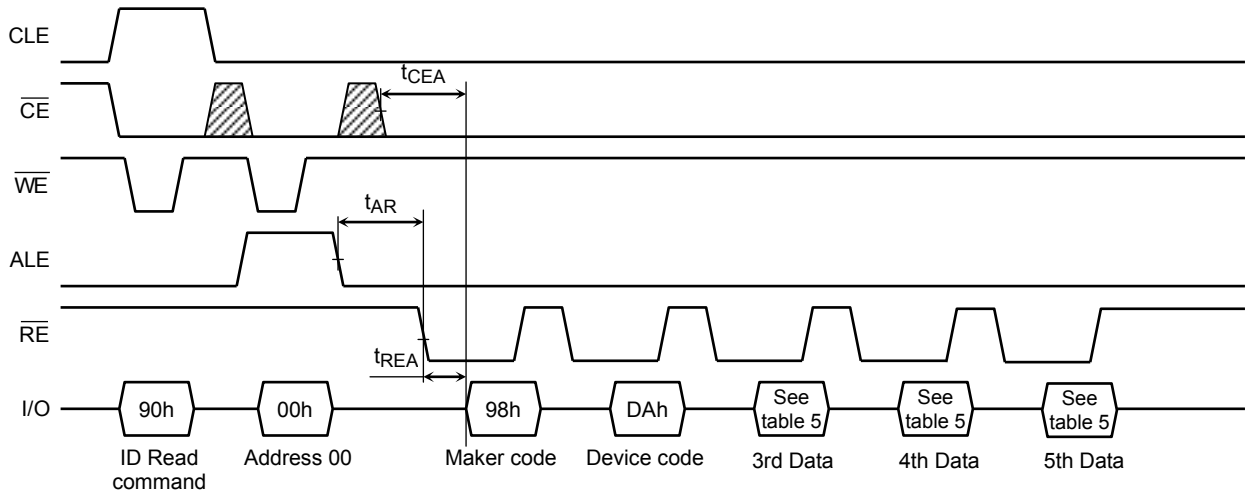 CLE
tCEA
CE
WE
tAR
ALE
RE
tREA
I/O
90h
00h
98h
DAh
See
table 5
See
table 5
See
table 5
ID Read
command
Address 00
Maker code
Device code
3rd Data
4th Data
5th Data